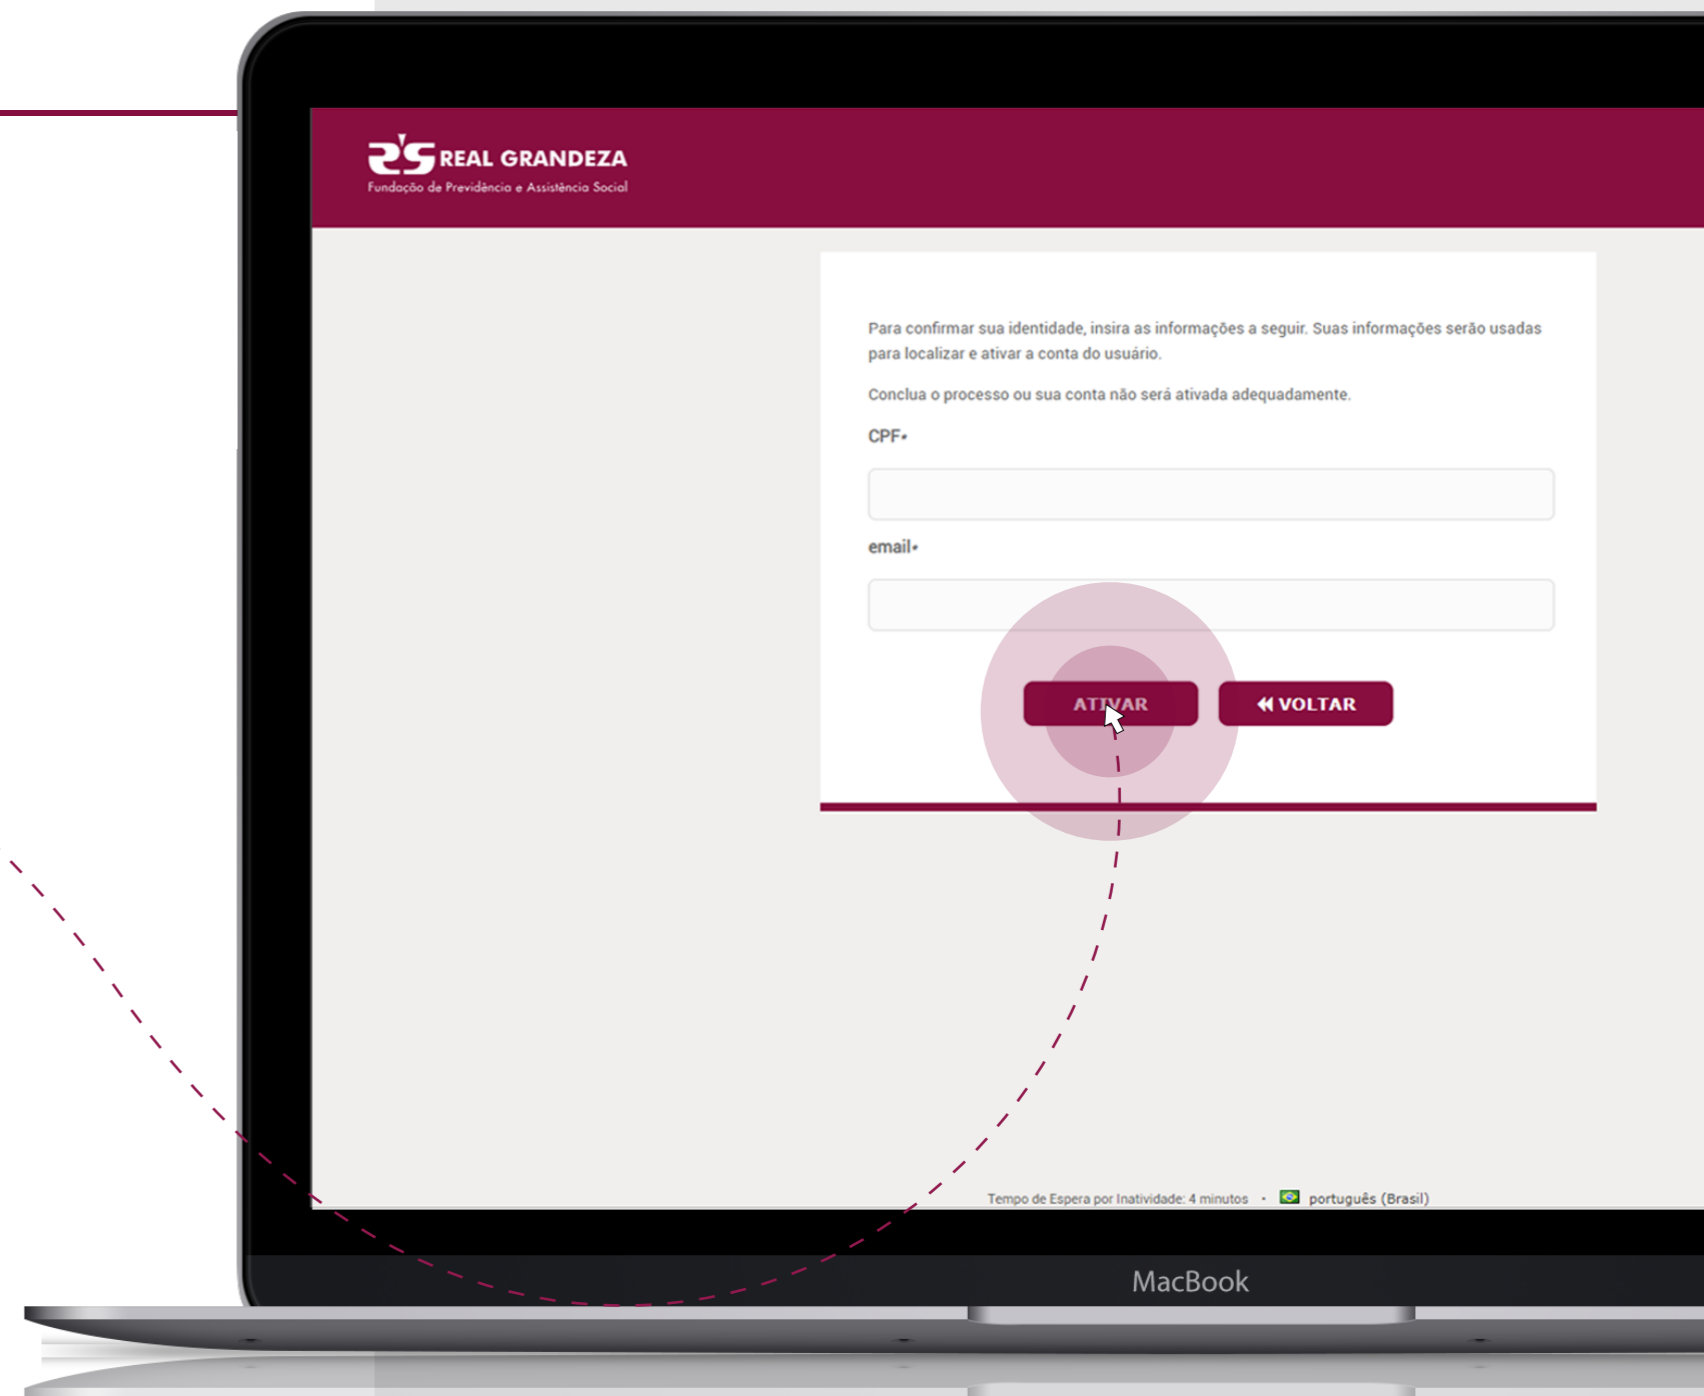 REAL GRANDEZA
Fundação de Previdência e Assistência Social
Para confirmar sua identidade, insira as informações a seguir. Suas informações serão usadas
para localizar e ativar a conta do usuário.
Conclua o processo ou sua conta não será ativada adequadamente.
CPF*
email*
ATIVAR VOLTAR
Tempo de Espera por Inatividade: 4 minutos • português (Brasil)
MacBook